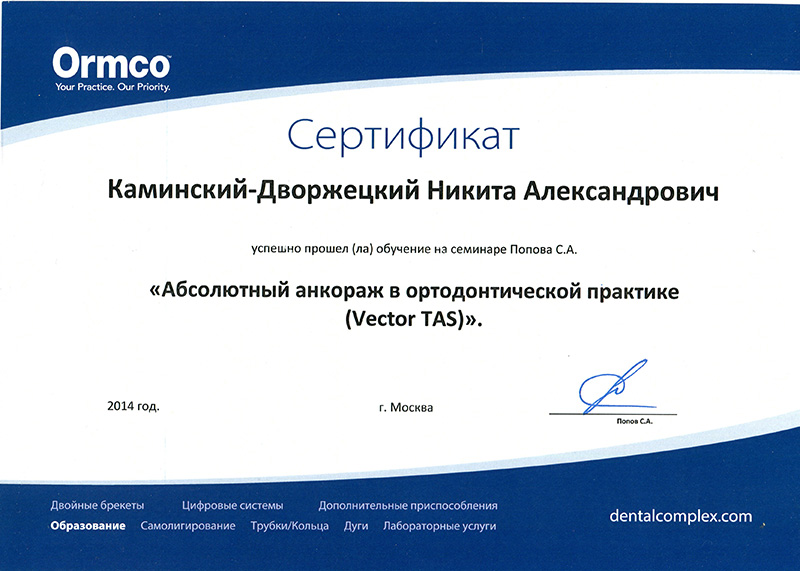 Ormco™
Your Practice. Our Priority.
Сертификат
Каминский-Дворжецкий Никита Александрович
успешно прошел (ла) обучение на семинаре Попова С.А.
«Абсолютный анкораж в ортодонтической практике
(Vector TAS)».
2014 год.
г. Москва
Попов С.А.
Двойные брекеты Цифровые системы Дополнительные приспособления
Образование Самолигирование Трубки/Кольца Дуги Лабораторные услуги
dentalcomplex.com